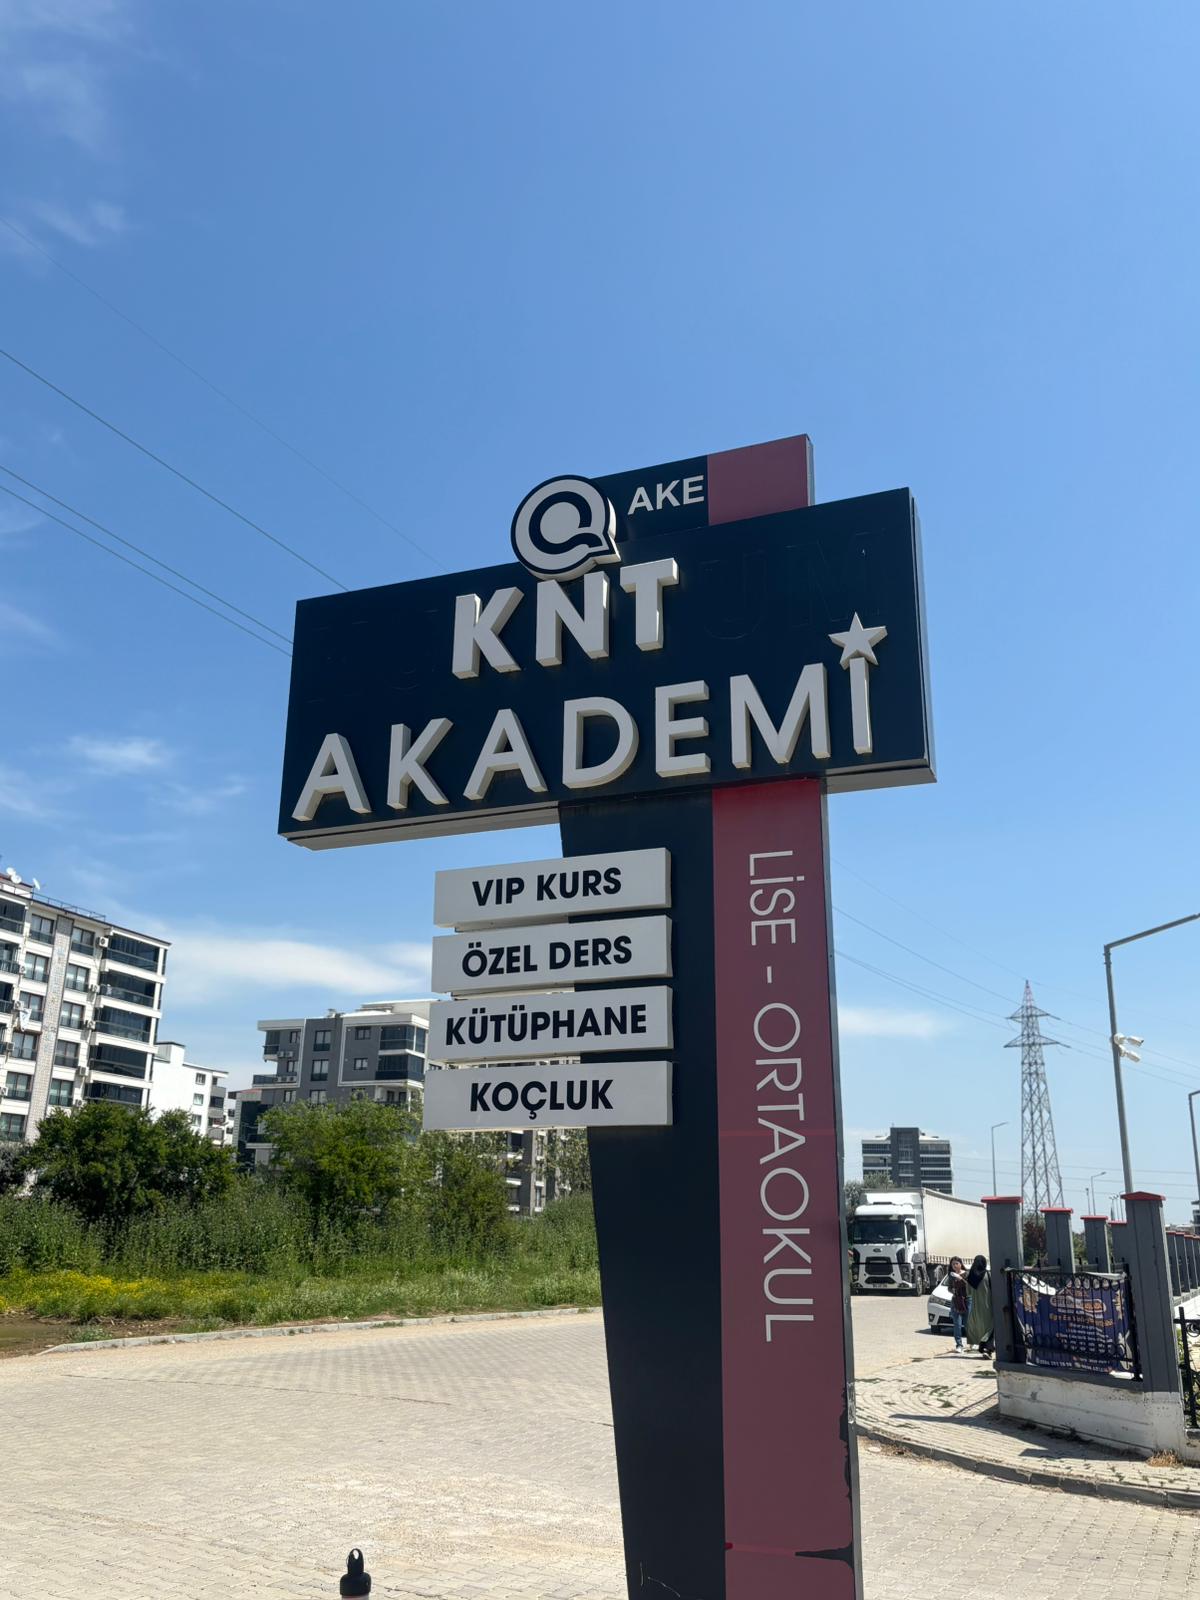 AKE
KNT
AKADEMİ
VIP KURS
ÖZEL DERS
KÜTÜPHANE
KOÇLUK
LİSE - ORTAOKUL